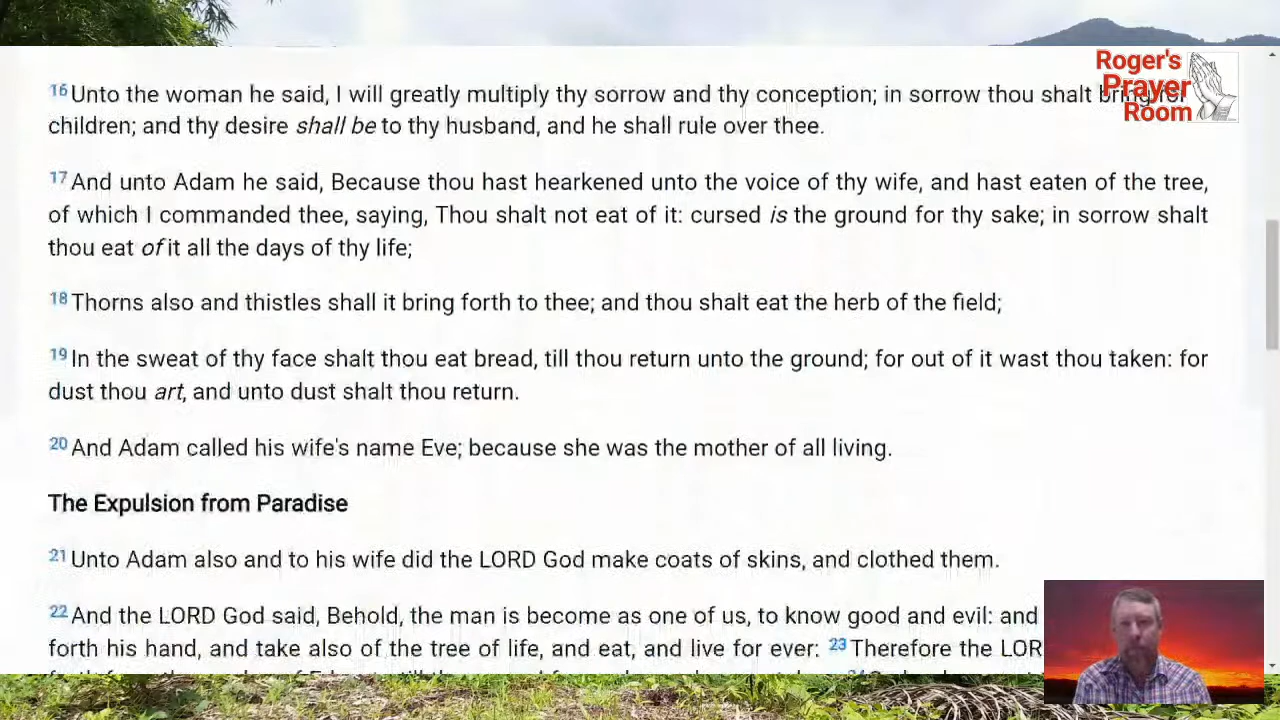 Roger's
Prayer
Room
16 Unto the woman he said, I will greatly multiply thy sorrow and thy conception; in sorrow thou shalt
children; and thy desire shall be to thy husband, and he shall rule over thee.
17 And unto Adam he said, Because thou hast hearkened unto the voice of thy wife, and hast eaten of the tree,
of which I commanded thee, saying, Thou shalt not eat of it: cursed is the ground for thy sake; in sorrow shalt
thou eat of it all the days of thy life;
18 Thorns also and thistles shall it bring forth to thee; and thou shalt eat the herb of the field;
19 In the sweat of thy face shalt thou eat bread, till thou return unto the ground; for out of it wast thou taken: for
dust thou art, and unto dust shalt thou return.
20 And Adam called his wife's name Eve; because she was the mother of all living.
The Expulsion from Paradise
21 Unto Adam also and to his wife did the LORD God make coats of skins, and clothed them.
22 And the LORD God said, Behold, the man is become as one of us, to know good and evil: and
forth his hand, and take also of the tree of life, and eat, and live for ever: 23 Therefore the LOR